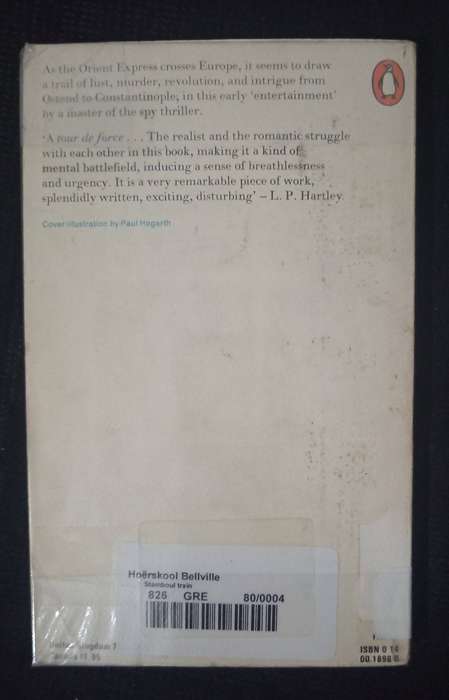 As the Orient Express crosses Europe, it seems to draw
a trail of lust, murder, revolution, and intrigue from
Ostend to Constantinople, in this early 'entertainment'
by a master of the spy thriller.
'A tour de force . . . The realist and the romantic struggle
with each other in this book, making it a kind of
mental battlefield, inducing a sense of breathlessness
and urgency. It is a very remarkable piece of work,
splendidly written, exciting, disturbing' – L. P. Hartley
Cover illustration by Paul Hogarth
Hoërskool Bellville
Stamboul train
826 GRE 80/0004
Kingdom
ISBN 0 14
00.1898